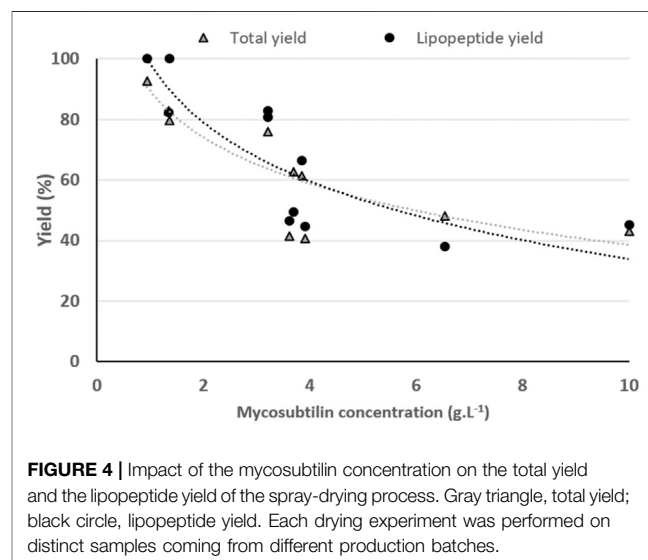 Total yield Lipopeptide yield
100
80
60
40
20
0
Yield (%)
0 2 4 6 8 10
Mycosubtilin concentration (g.L⁻¹)
FIGURE 4 | Impact of the mycosubtilin concentration on the total yield
and the lipopeptide yield of the spray-drying process. Gray triangle, total yield;
black circle, lipopeptide yield. Each drying experiment was performed on
distinct samples coming from different production batches.